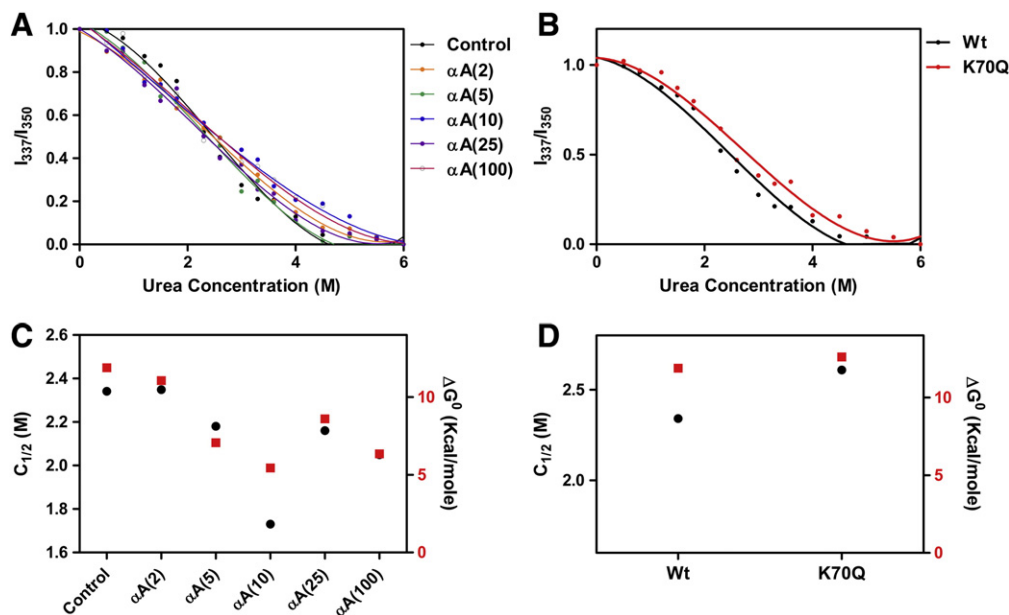 A
B
I337/I350
1.0
0.8
0.6
0.4
0.2
0.0
0
2
4
6
Urea Concentration (M)
Control
αA(2)
αA(5)
αA(10)
αA(25)
αA(100)
I337/I350
1.0
0.5
0.0
0
2
4
6
Urea Concentration (M)
Wt
K70Q
C
D
C1/2 (M)
2.6
2.4
2.2
2.0
1.8
1.6
10
5
0
ΔG0 (Kcal/mole)
Control
αA(2)
αA(5)
αA(10)
αA(25)
αA(100)
C1/2 (M)
2.5
2.0
10
5
0
ΔG0 (Kcal/mole)
Wt
K70Q